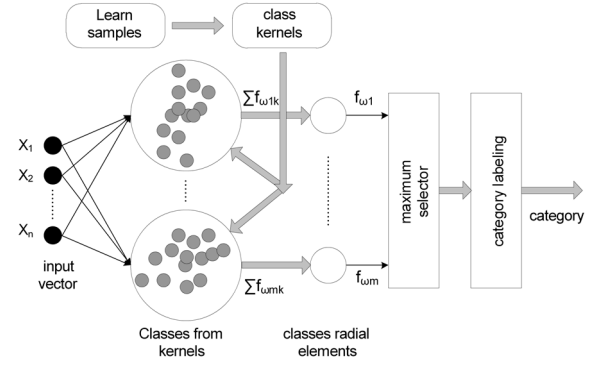 Learn
samples
class
kernels
∑fω1k
fω1
X1
X2
Xn
input
vector
maximum
selector
category labeling
category
∑fωmk
fωm
Classes from
kernels
classes radial
elements